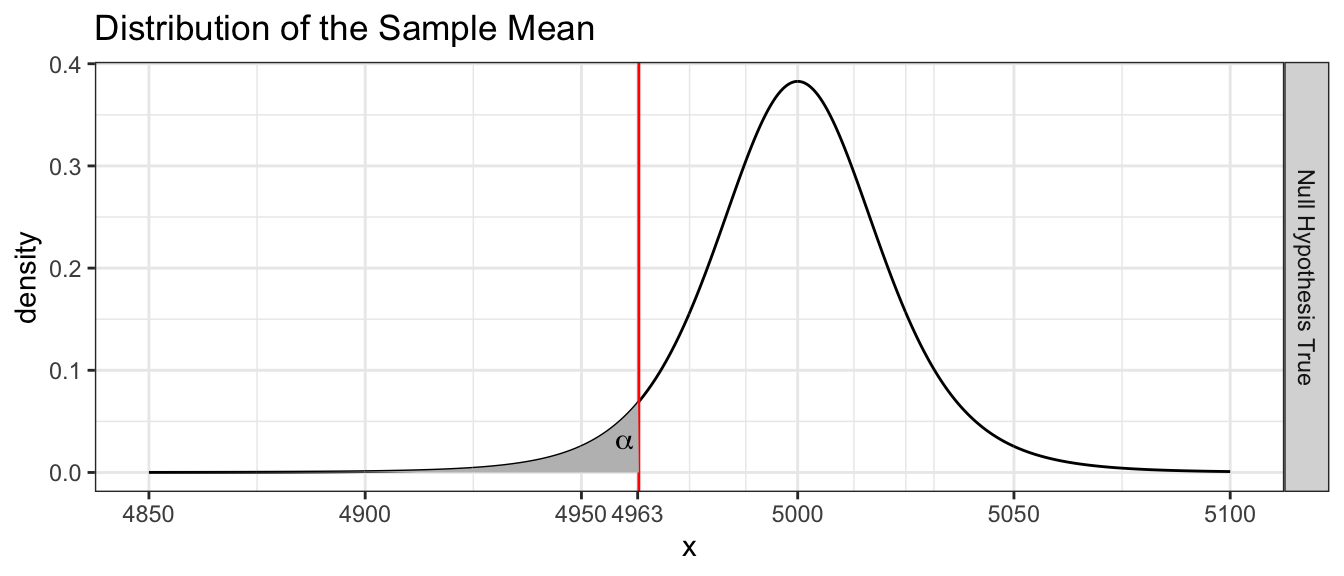 Distribution of the Sample Mean
0.4
0.3
0.2
0.1
0.0
density
α
Null Hypothesis True
4850 4900 4950 4963 5000 5050 5100
x